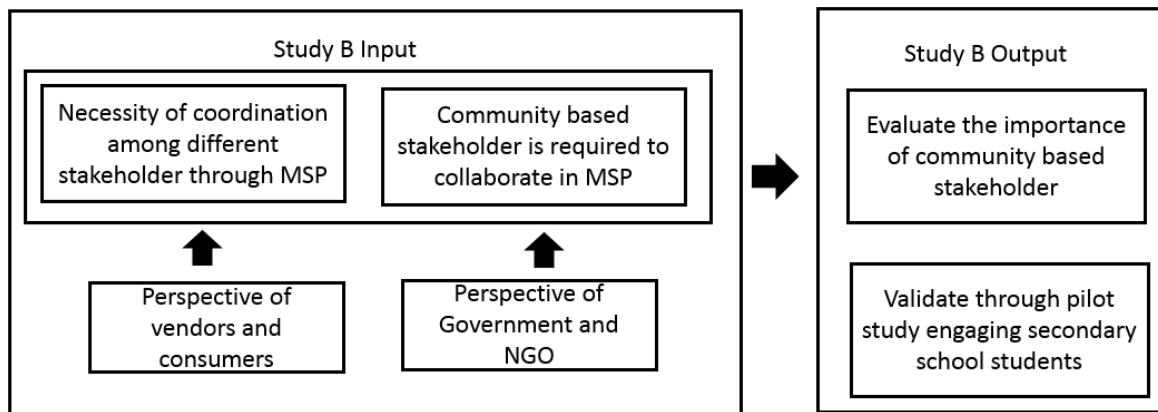 Study B Input
Necessity of coordination
among different
stakeholder through MSP
Community based
stakeholder is required to
collaborate in MSP
Perspective of
vendors and
consumers
Perspective of
Government and
NGO
Study B Output
Evaluate the importance
of community based
stakeholder
Validate through pilot
study engaging secondary
school students